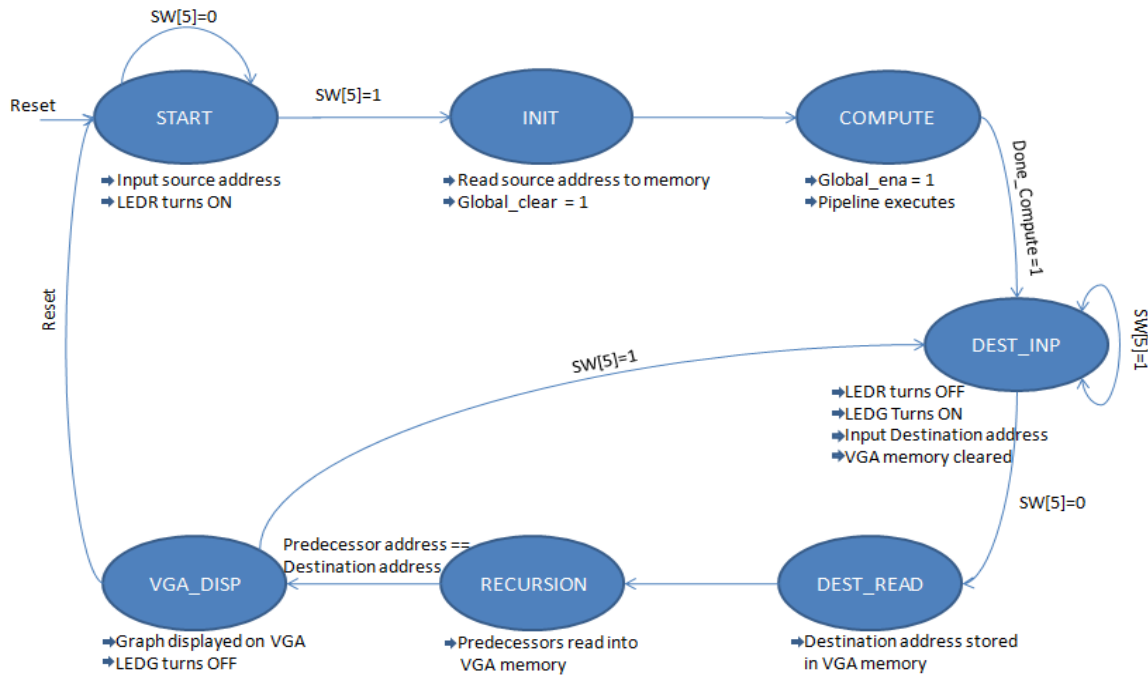 SW[5]=0
Reset
START
SW[5]=1
INIT
COMPUTE
Input source address
LEDR turns ON
Read source address to memory
Global_clear = 1
Global_ena = 1
Pipeline executes
Done_Compute =1
Reset
SW[5]=1
DEST_INP
SW[5]=1
LEDR turns OFF
LEDG Turns ON
Input Destination address
VGA memory cleared
SW[5]=0
Predecessor address ==
Destination address
VGA_DISP
RECURSION
DEST_READ
Graph displayed on VGA
LEDG turns OFF
Predecessors read into
VGA memory
Destination address stored
in VGA memory